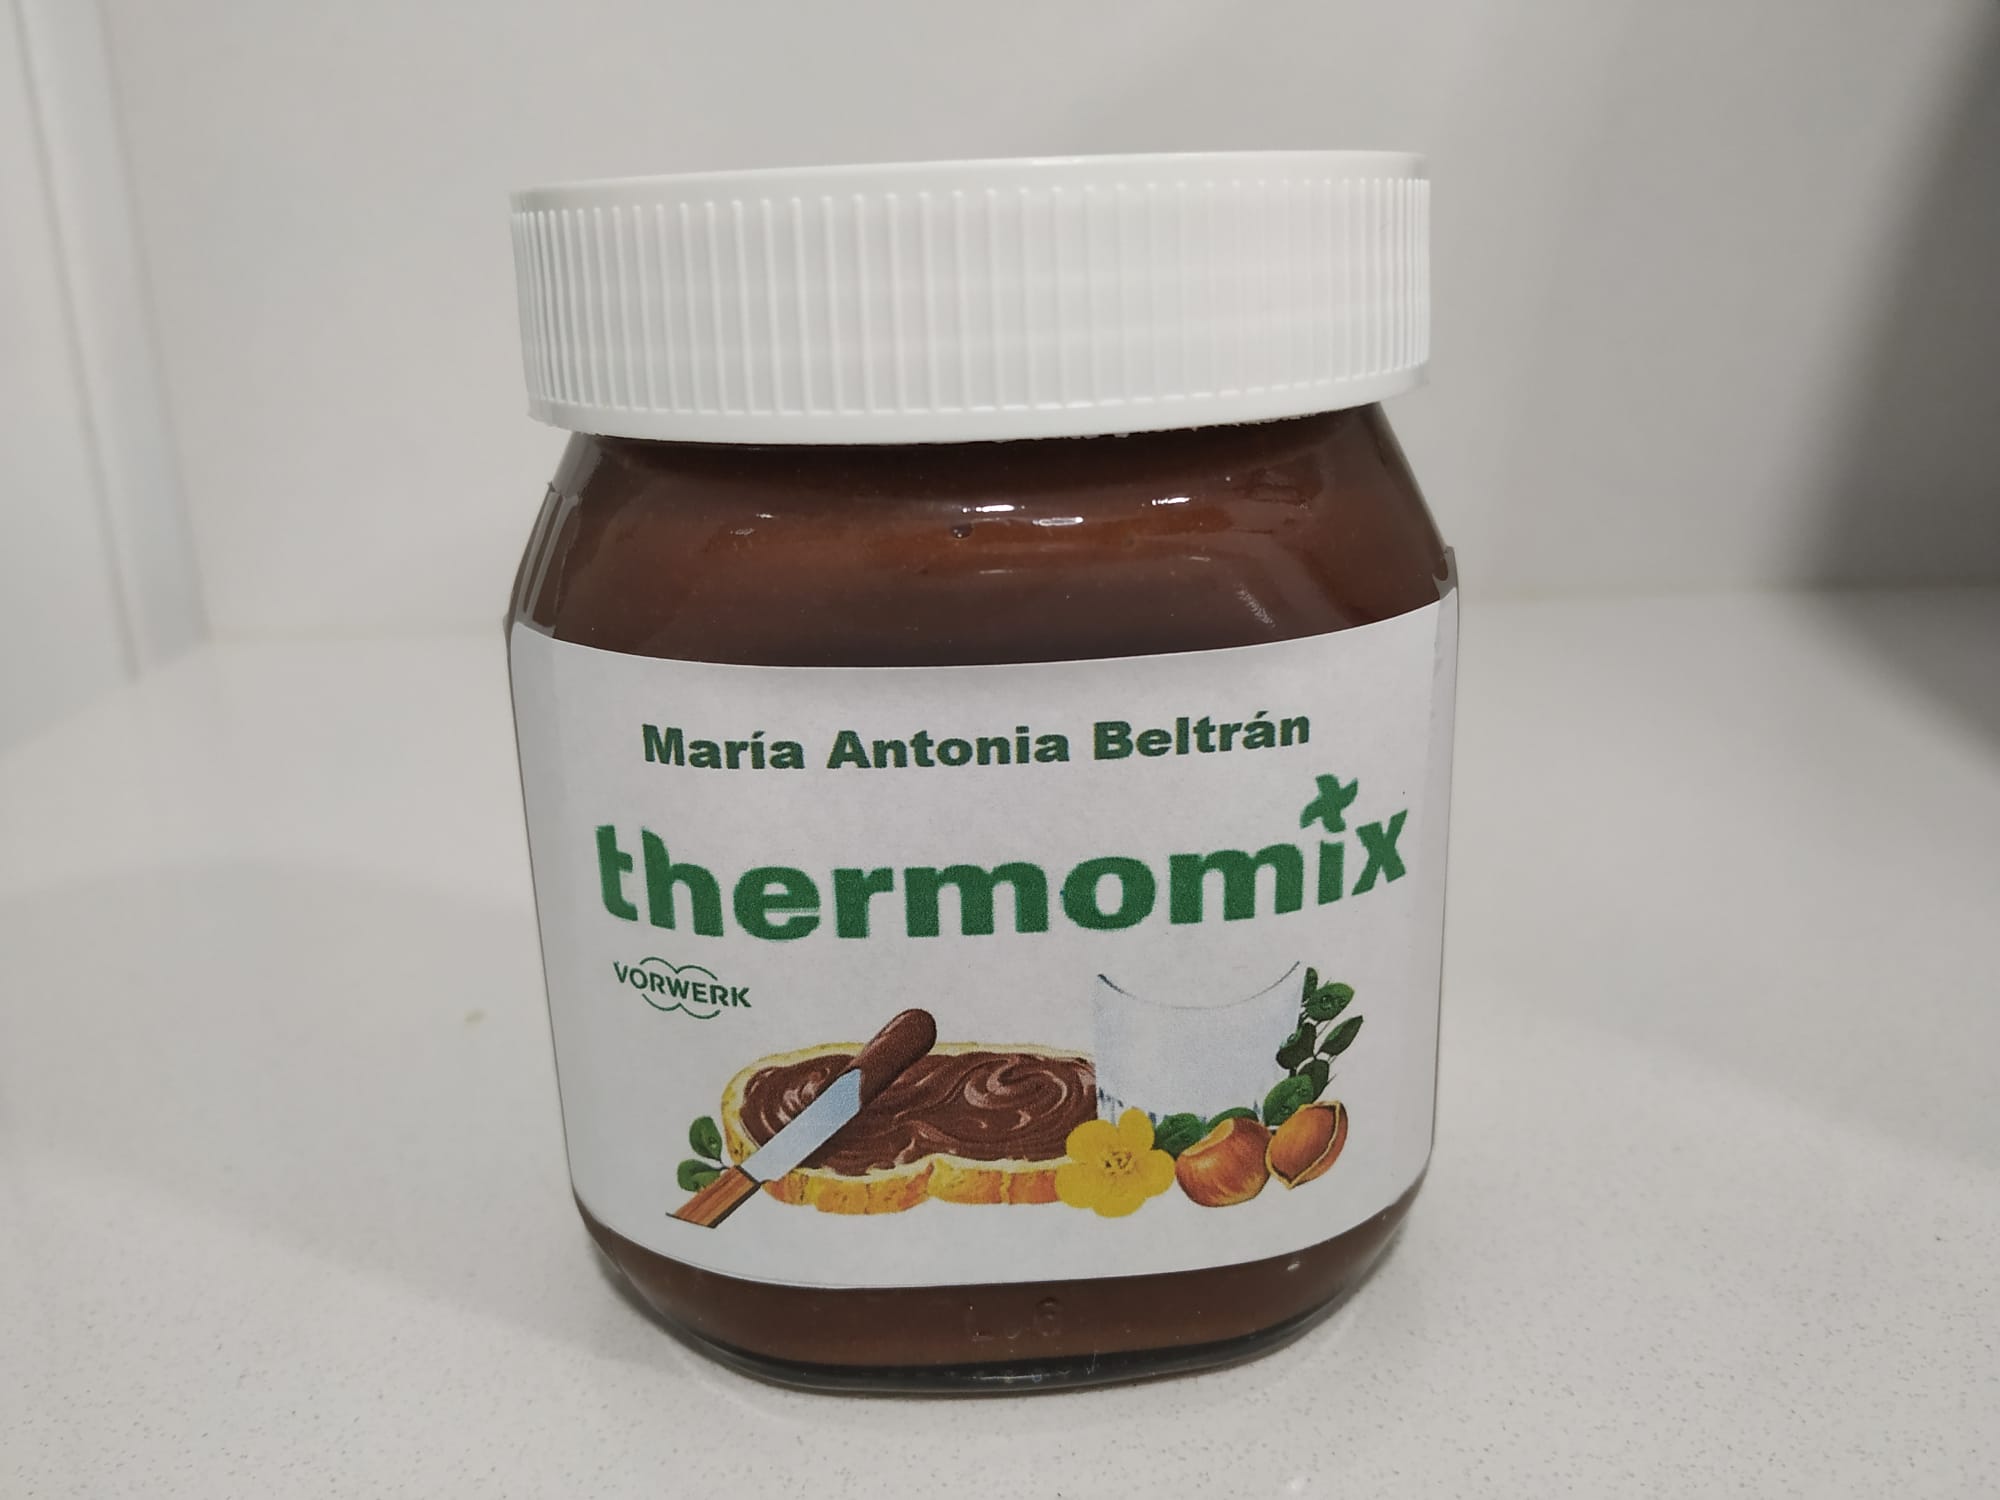 María Antonia Beltrán
thermomix
VORWERK